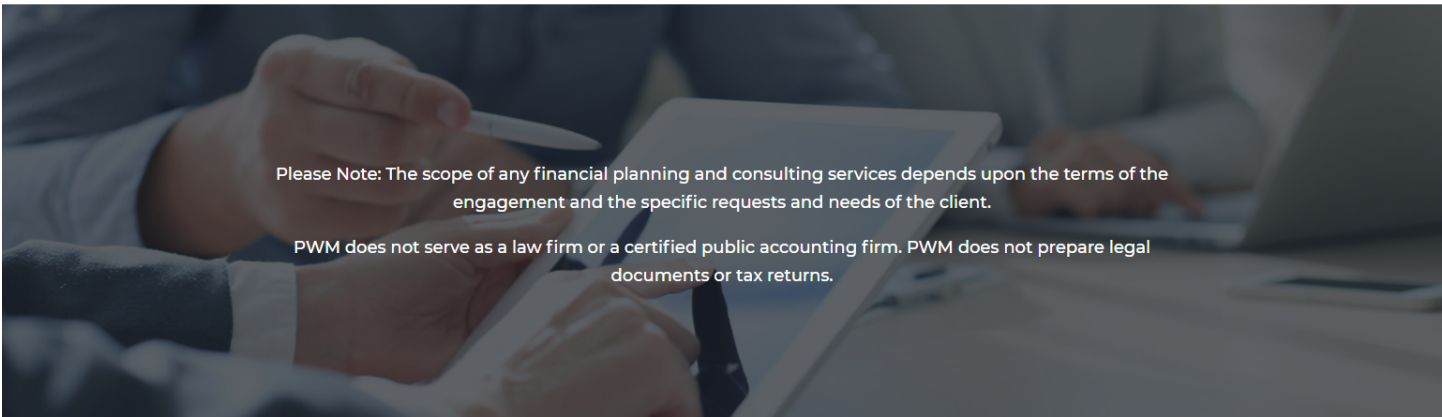 Please Note: The scope of any financial planning and consulting services depends upon the terms of the
engagement and the specific requests and needs of the client.
PWM does not serve as a law firm or a certified public accounting firm. PWM does not prepare legal
documents or tax returns.